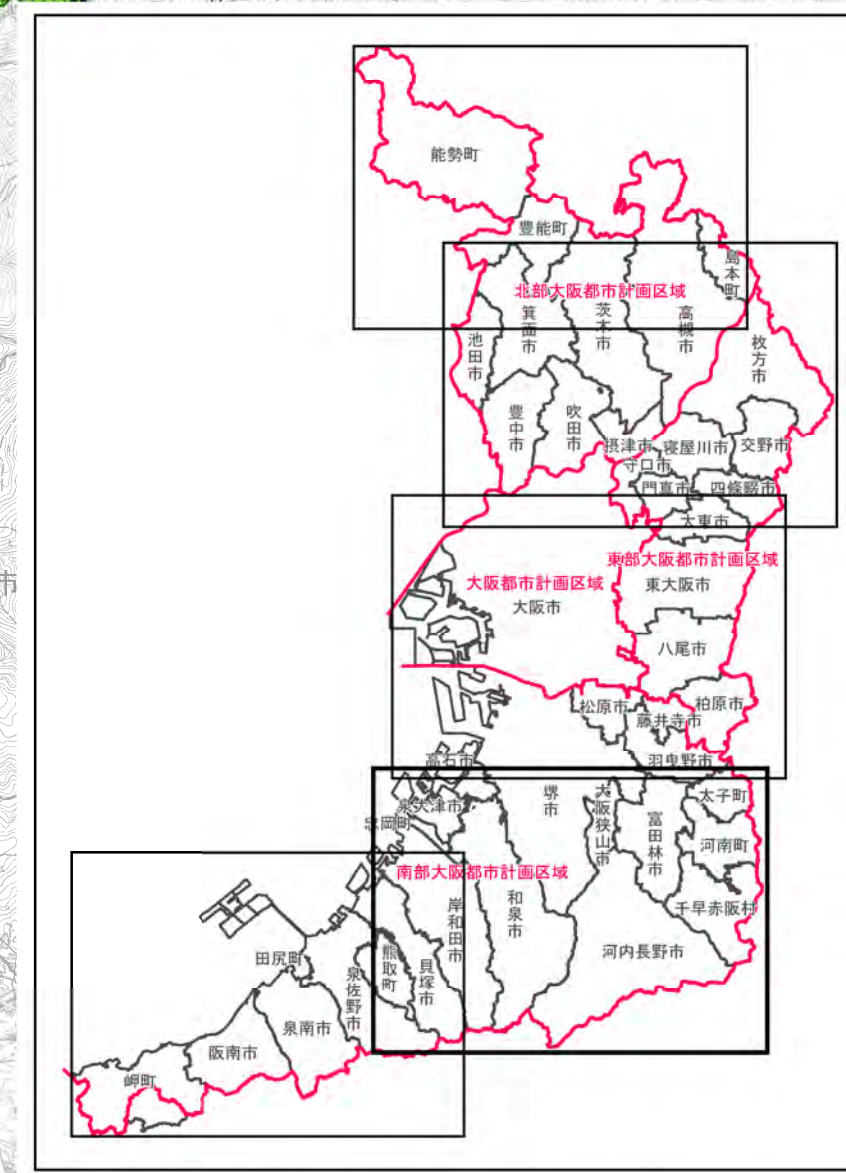 能勢町
豊能町
島本町
北部大阪都市計画区域
箕面市
茨木市
高槻市
池田市
枚方市
豊中市
吹田市
摂津市
寝屋川市
交野市
守口市
門真市
四條畷市
大東市
東部大阪都市計画区域
大阪都市計画区域
東大阪市
大阪市
市
八尾市
松原市
柏原市
藤井寺市
羽曳野市
高石市
堺市
大阪狭山市
太子町
泉大津市
忠岡町
富田林市
河南町
南部大阪都市計画区域
和泉市
岸和田市
千早赤阪村
河内長野市
熊取町
貝塚市
田尻町
泉佐野市
泉南市
阪南市
岬町